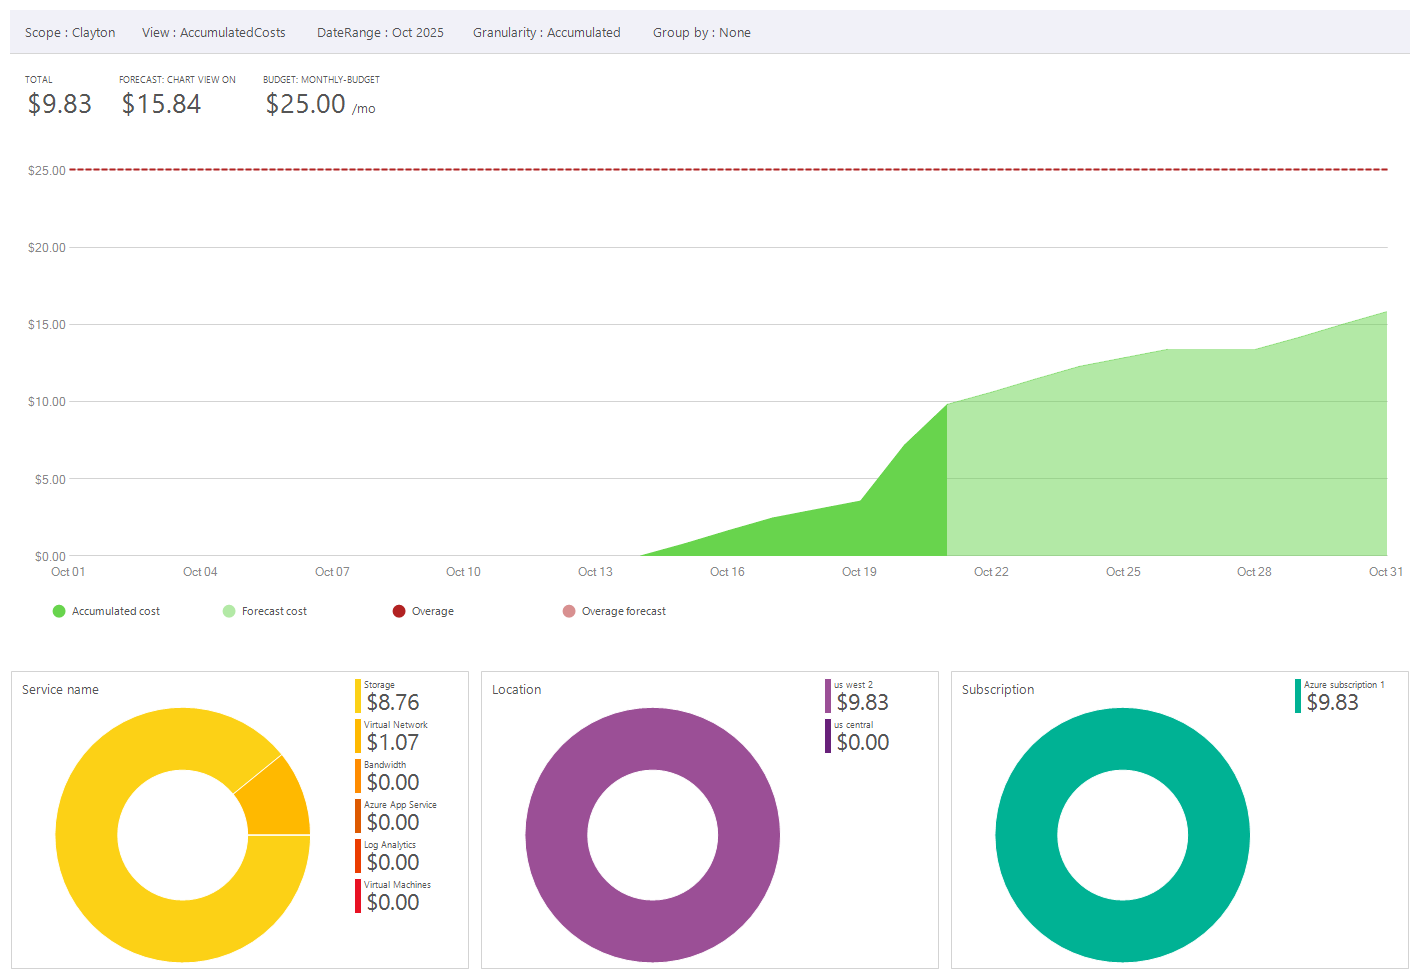 Scope : Clayton View : AccumulatedCosts DateRange : Oct 2025 Granularity : Accumulated Group by : None
TOTAL FORECAST: CHART VIEW ON BUDGET: MONTHLY-BUDGET
$9.83 $15.84 $25.00 /mo
$25.00
$20.00
$15.00
$10.00
$5.00
$0.00
Oct 01 Oct 04 Oct 07 Oct 10 Oct 13 Oct 16 Oct 19 Oct 22 Oct 25 Oct 28 Oct 31
Accumulated cost Forecast cost Overage Overage forecast
Service name
Storage
$8.76
Virtual Network
$1.07
Bandwidth
$0.00
Azure App Service
$0.00
Log Analytics
$0.00
Virtual Machines
$0.00
Location
us west 2
$9.83
us central
$0.00
Subscription
Azure subscription 1
$9.83